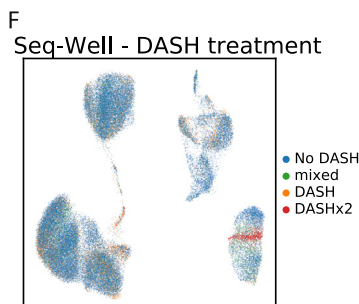 F
Seq-Well - DASH treatment
No DASH
mixed
DASH
DASHx2